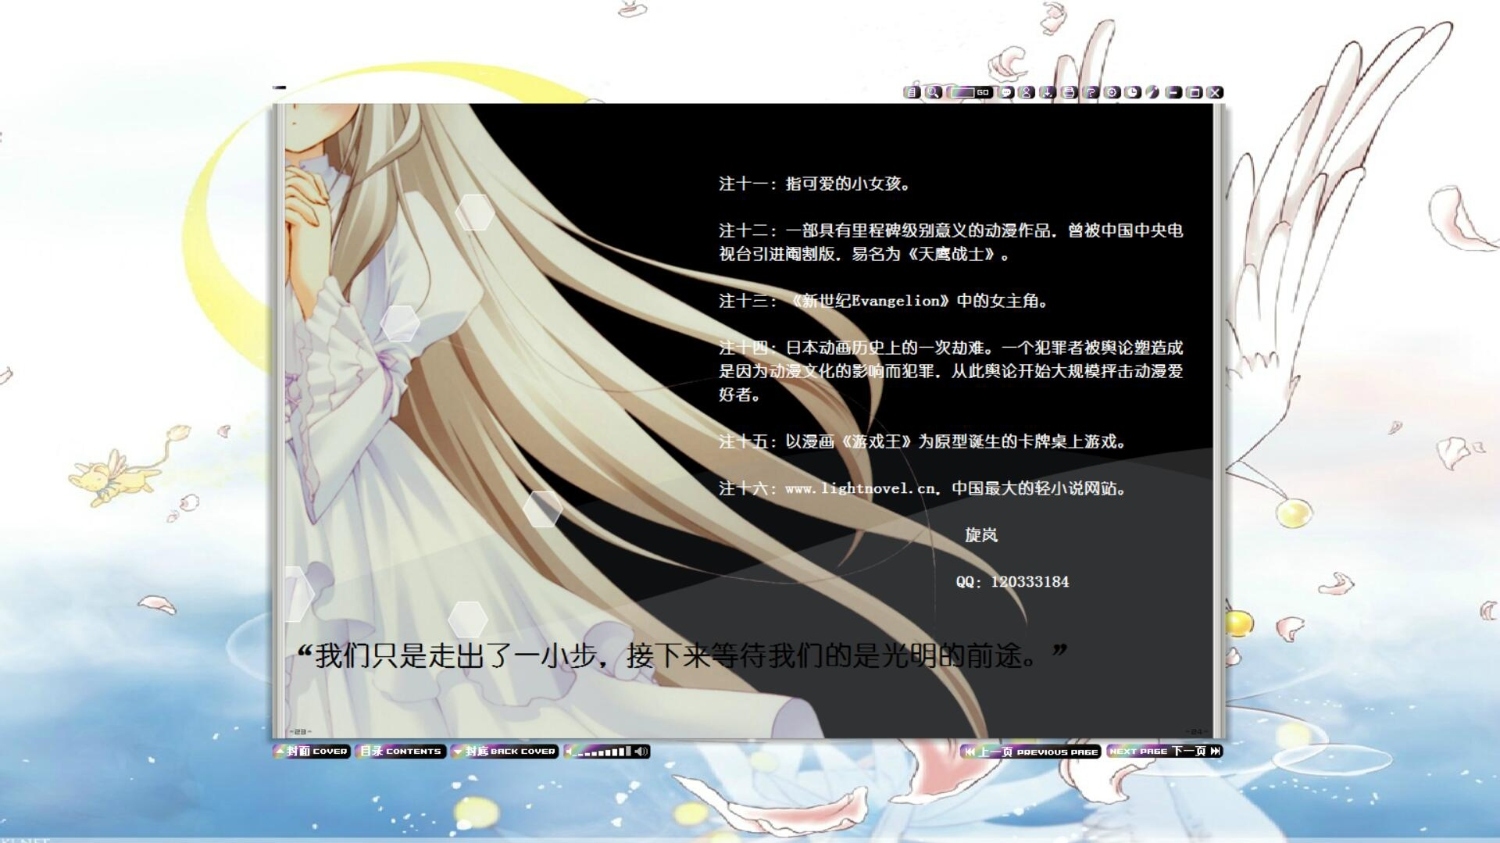 GO
注十一：指可爱的小女孩。
注十二：一部具有里程碑级别意义的动漫作品，曾被中国中央电
视台引进阉割版，易名为《天鹰战士》。
注十三：《新世纪Evangelion》中的女主角。
注十四：日本动画历史上的一次劫难。一个犯罪者被舆论塑造成
是因为动漫文化的影响而犯罪，从此舆论开始大规模抨击动漫爱
好者。
注十五：以漫画《游戏王》为原型诞生的卡牌桌上游戏。
注十六：www.lightnovel.cn，中国最大的轻小说网站。
旋岚
QQ：120333184
“我们只是走出了一小步，接下来等待我们的是光明的前途。”
封面 COVER 目录 CONTENTS 封底 BACK COVER 上一页 PREVIOUS PAGE NEXT PAGE 下一页